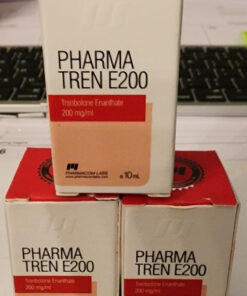 PHARMA
TREN E200
Trenbolone Enanthate
200 mg/ml
PHARMACOM LABS
10 mL
PHARMA
TREN E200
Trenbolone Enanthate
200 mg/ml
PHARMA
TREN E200
Trenbolone Enanthate
200 mg/ml